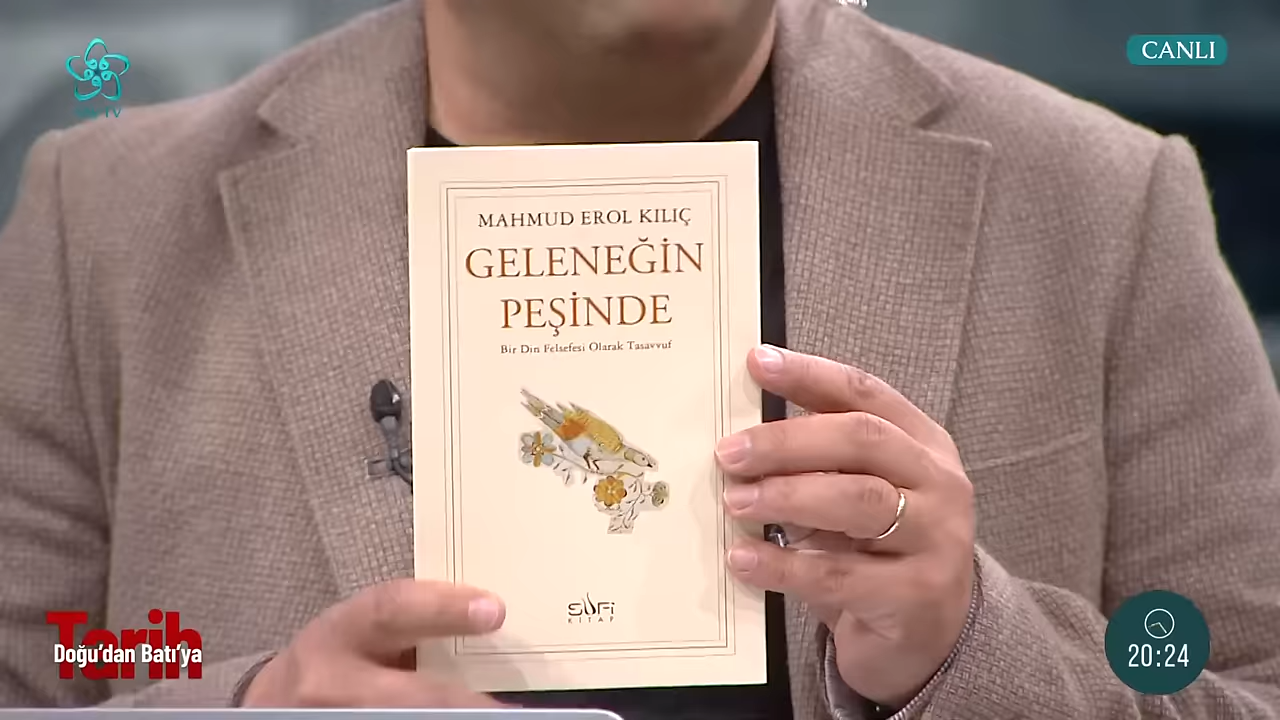 CANLI
MAHMUD EROL KILIÇ
GELENEĞİN
PEŞİNDE
Bir Din Felsefesi Olarak Tasavvuf
SUFİ
KİTAP
Tarih
Doğu'dan Batı'ya
20:24